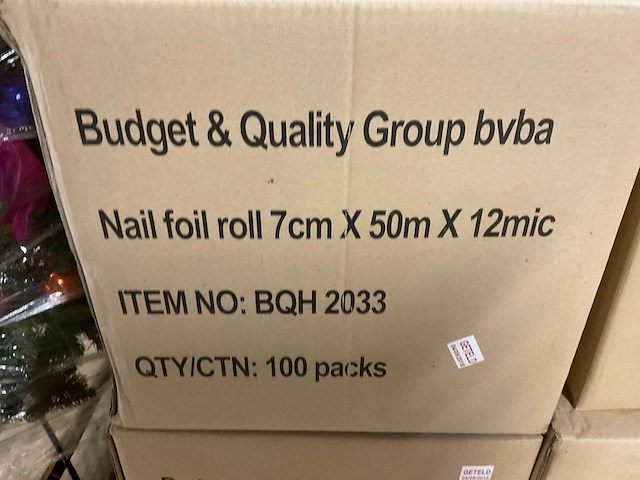 Budget & Quality Group bvba
Nail foil roll 7cm X 50m X 12mic
ITEM NO: BQH 2033
QTY/CTN: 100 packs
GETELD
GETELD